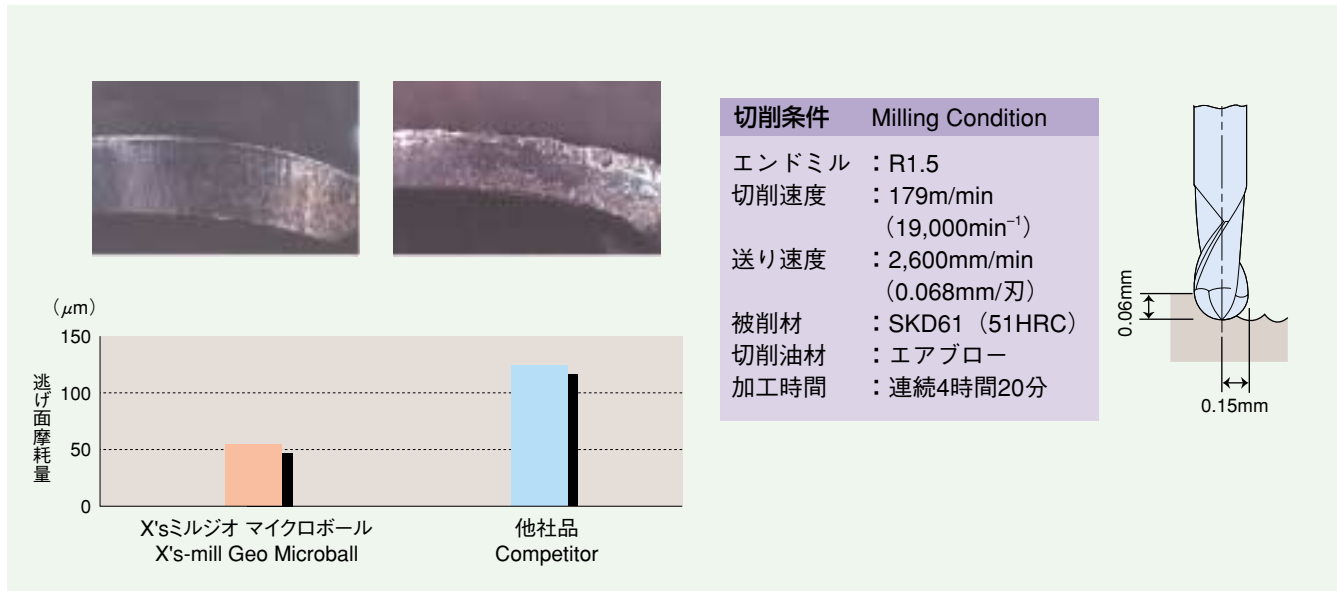 切削条件 Milling Condition
エンドミル ：R1.5
切削速度 ：179m/min
（19,000min⁻¹）
送り速度 ：2,600mm/min
（0.068mm/刃）
被削材 ：SKD61（51HRC）
切削油材 ：エアブロー
加工時間 ：連続4時間20分
0.06mm
0.15mm
（μm）
150
100
50
0
逃げ面摩耗量
X'sミルジオ マイクロボール
X's-mill Geo Microball
他社品
Competitor